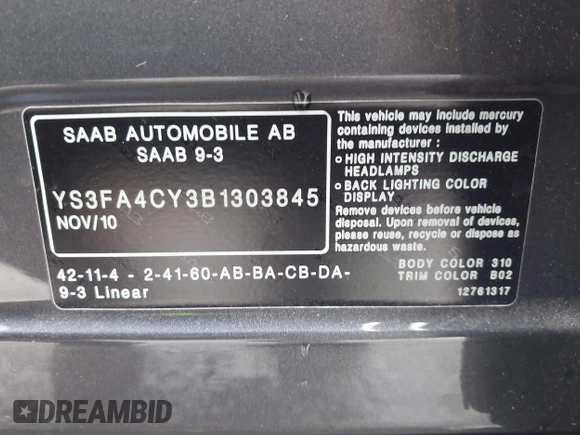 SAAB AUTOMOBILE AB
SAAB 9-3
YS3FA4CY3B1303845
NOV/10
This vehicle may include mercury
containing devices installed by the
manufacturer :
o HIGH INTENSITY DISCHARGE
HEADLAMPS
o BACK LIGHTING COLOR
DISPLAY
Remove devices before vehicle
disposal. Upon removal of devices,
please reuse, recycle or dispose as
hazardous waste.
42-11-4 - 2-41-60-AB-BA-CB-DA-
9-3 Linear
BODY COLOR 310
TRIM COLOR B02
12761317
DREAMBID